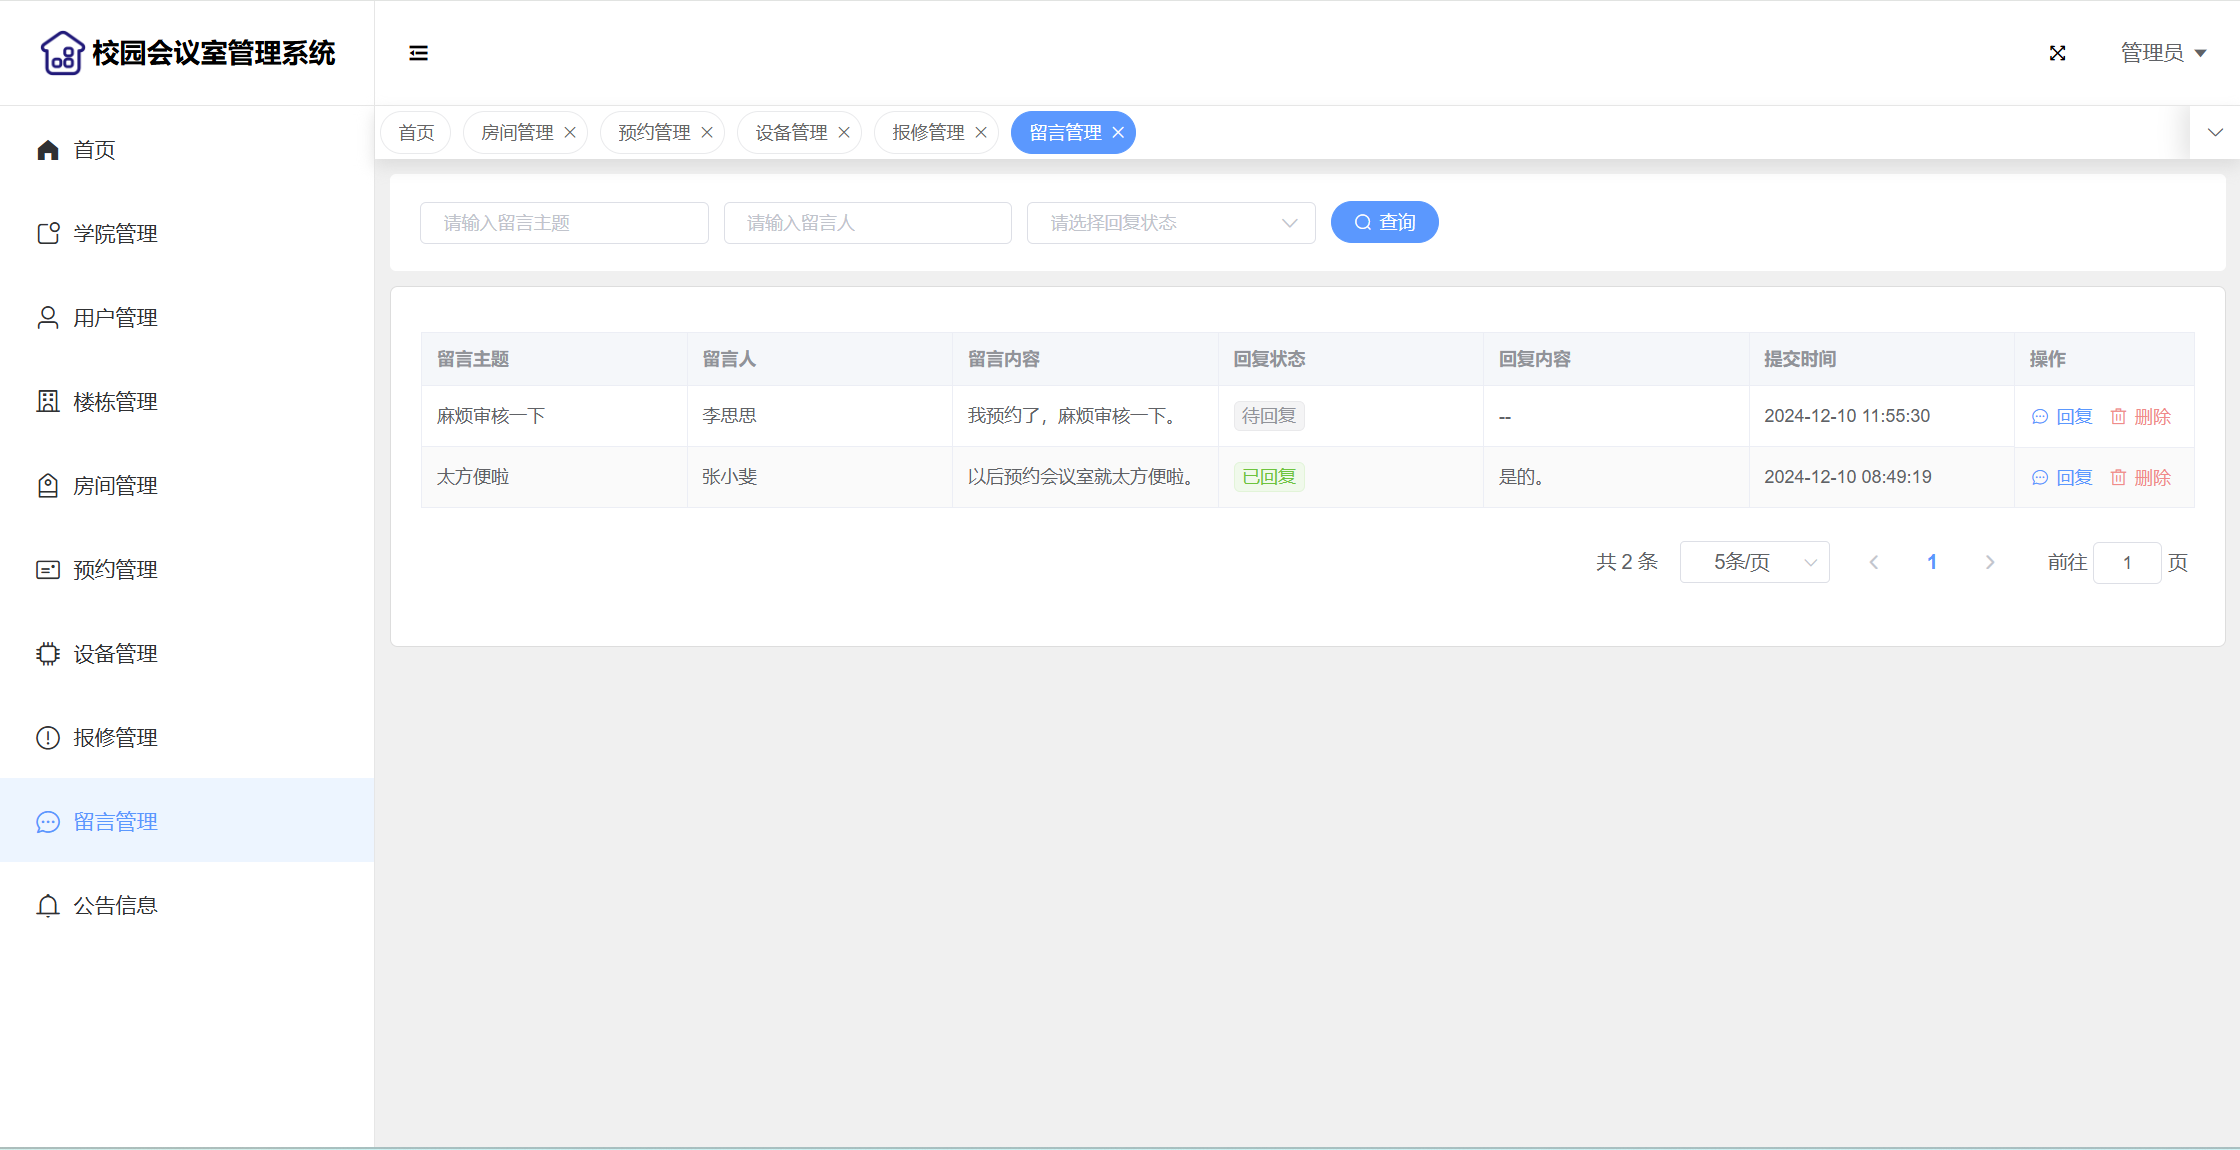 校园会议室管理系统
管理员
首页
学院管理
用户管理
楼栋管理
房间管理
预约管理
设备管理
报修管理
留言管理
公告信息
首页 房间管理 预约管理 设备管理 报修管理 留言管理
请输入留言主题 请输入留言人 请选择回复状态 查询
留言主题 留言人 留言内容 回复状态 回复内容 提交时间 操作
麻烦审核一下 李思思 我预约了，麻烦审核一下。 待回复 -- 2024-12-10 11:55:30 回复 删除
太方便啦 张小斐 以后预约会议室就太方便啦。 已回复 是的。 2024-12-10 08:49:19 回复 删除
共 2 条 5条/页 1 前往 1 页